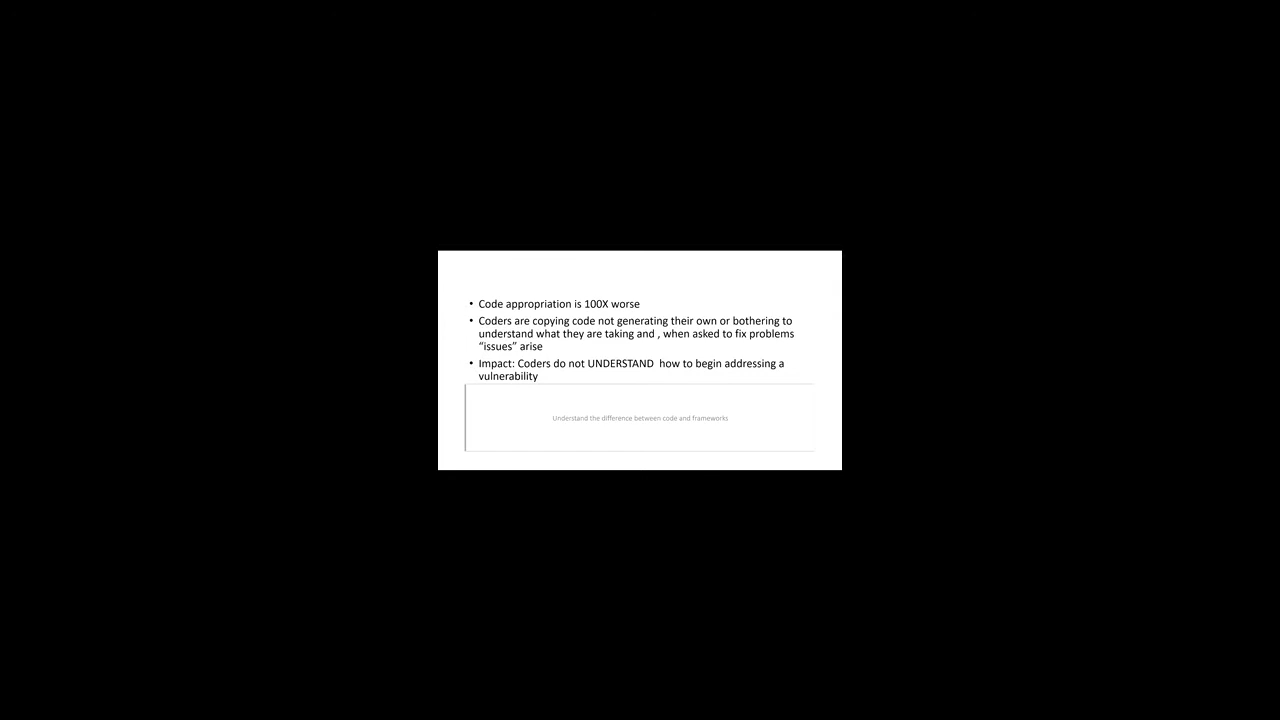 • Code appropriation is 100X worse
• Coders are copying code not generating their own or bothering to
understand what they are taking and , when asked to fix problems
“issues” arise
• Impact: Coders do not UNDERSTAND  how to begin addressing a
vulnerability
Understand the difference between code and frameworks